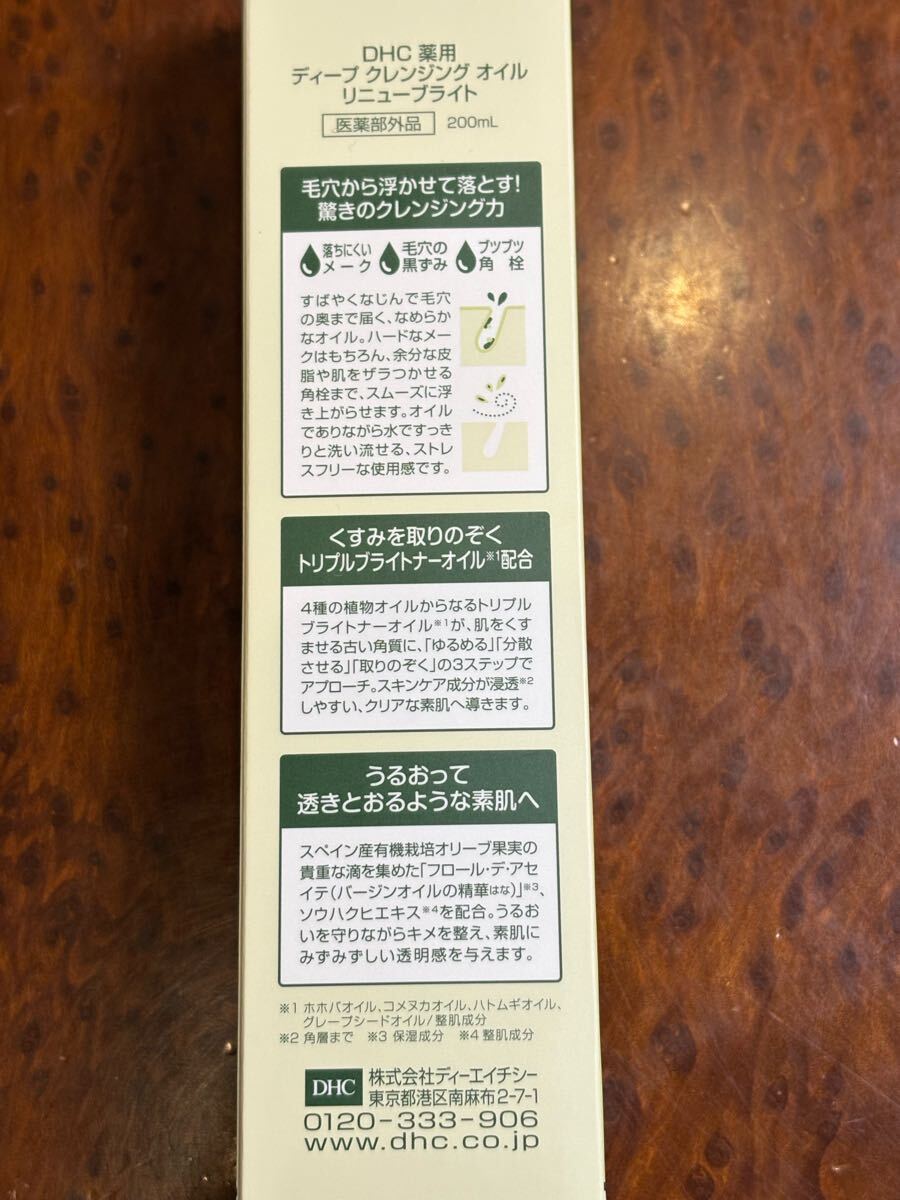 DHC 薬用
ディープ クレンジング オイル
リニューブライト
医薬部外品 200mL
毛穴から浮かせて落とす!
驚きのクレンジング力
落ちにくい
メーク
毛穴の
黒ずみ
ブツブツ
角栓
すばやくなじんで毛穴
の奥まで届く、なめらか
なオイル。ハードなメー
クはもちろん、余分な皮
脂や肌をザラつかせる
角栓まで、スムーズに浮
き上がらせます。オイル
でありながら水ですっき
りと洗い流せる、ストレ
スフリーな使用感です。
くすみを取りのぞく
トリプルブライトナーオイル※1配合
4種の植物オイルからなるトリプル
ブライトナーオイル※1が、肌をくす
ませる古い角質に、「ゆるめる」「分散
させる」「取りのぞく」の3ステップで
アプローチ。スキンケア成分が浸透※2
しやすい、クリアな素肌へ導きます。
うるおって
透きとおるような素肌へ
スペイン産有機栽培オリーブ果実の
貴重な滴を集めた「フロール・デ・アセ
イテ(バージンオイルの精華はな)」※3、
ソウハクヒエキス※4を配合。うるお
いを守りながらキメを整え、素肌に
みずみずしい透明感を与えます。
※1 ホホバオイル、コメヌカオイル、ハトムギオイル、
グレープシードオイル/整肌成分
※2 角層まで ※3 保湿成分 ※4 整肌成分
DHC 株式会社ディーエイチシー
東京都港区南麻布2-7-1
0120-333-906
www.dhc.co.jp